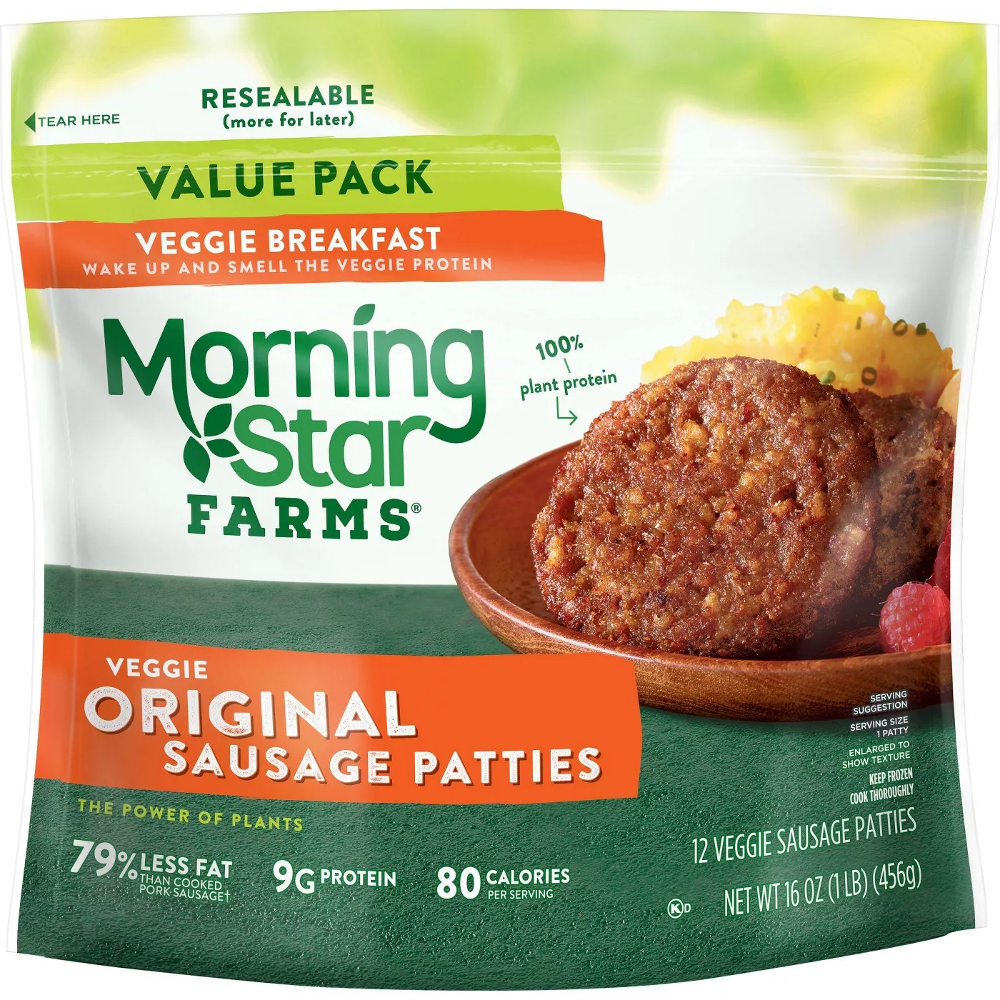 RESEALABLE
(more for later)
TEAR HERE
VALUE PACK
VEGGIE BREAKFAST
WAKE UP AND SMELL THE VEGGIE PROTEIN
Morning
Star
FARMS®
100%
plant protein
VEGGIE
ORIGINAL
SAUSAGE PATTIES
THE POWER OF PLANTS
79% LESS FAT
THAN COOKED
PORK SAUSAGE†
9G PROTEIN
80 CALORIES
PER SERVING
SERVING
SUGGESTION
SERVING SIZE
1 PATTY
ENLARGED TO
SHOW TEXTURE
KEEP FROZEN
COOK THOROUGHLY
12 VEGGIE SAUSAGE PATTIES
NET WT 16 OZ (1 LB) (456g)
K D